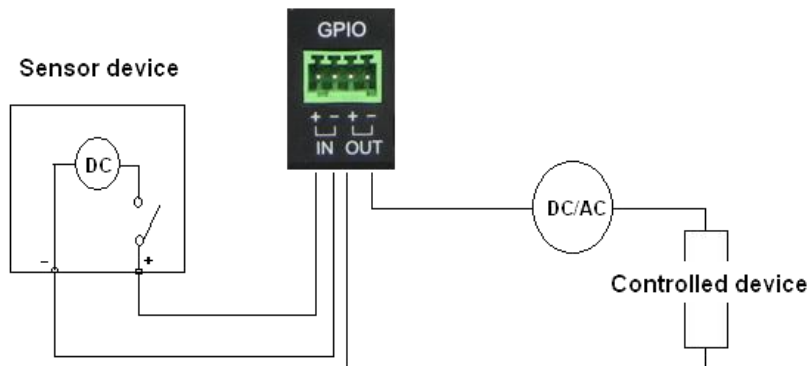 GPIO
Sensor device
+ - + -
IN OUT
DC
DC/AC
- +
Controlled device